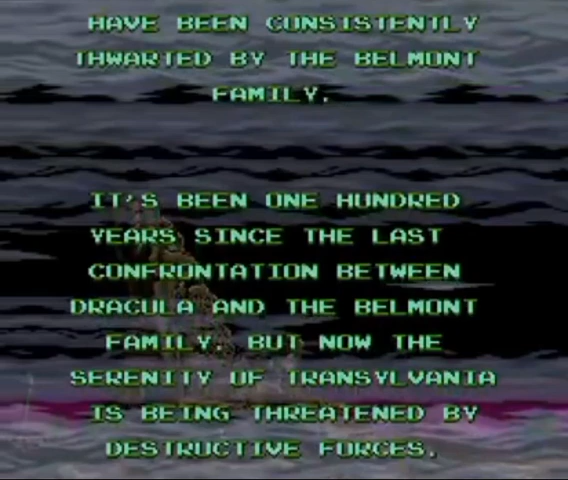 HAVE BEEN CONSISTENTLY
THWARTED BY THE BELMONT
FAMILY.
IT'S BEEN ONE HUNDRED
YEARS SINCE THE LAST
CONFRONTATION BETWEEN
DRACULA AND THE BELMONT
FAMILY. BUT NOW THE
SERENITY OF TRANSYLVANIA
IS BEING THREATENED BY
DESTRUCTIVE FORCES.